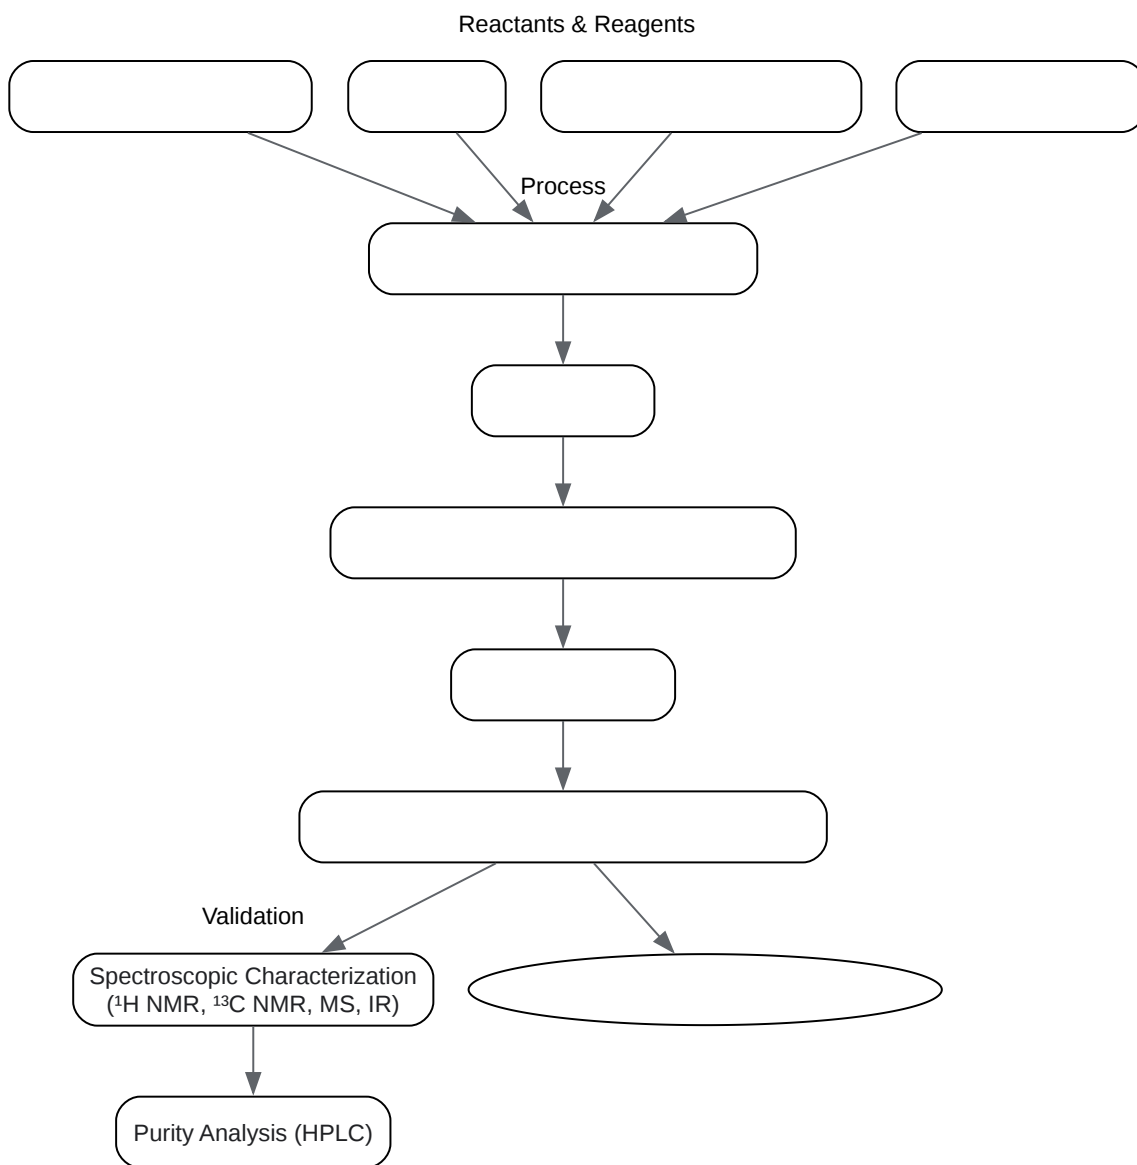 Reactants & Reagents
Process
Validation
Spectroscopic Characterization
(¹H NMR, ¹³C NMR, MS, IR)
Purity Analysis (HPLC)